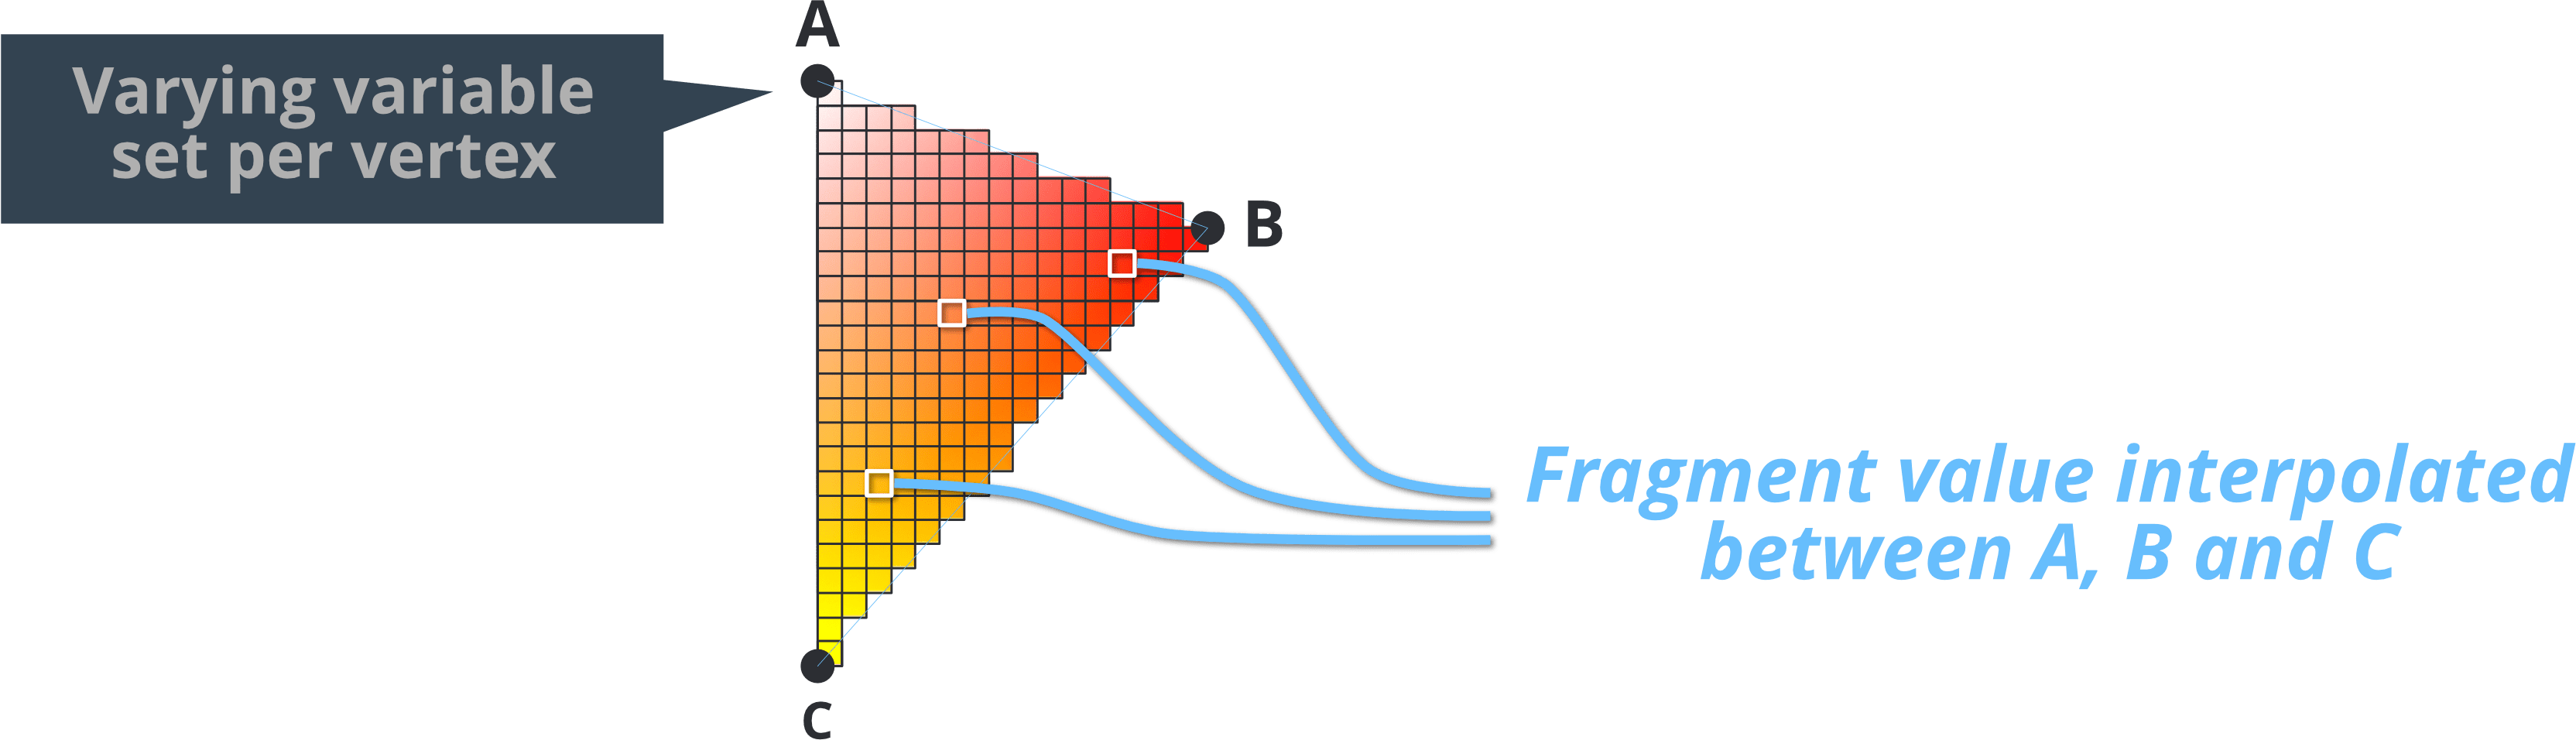 A
Varying variable
set per vertex
B
Fragment value interpolated
between A, B and C
C